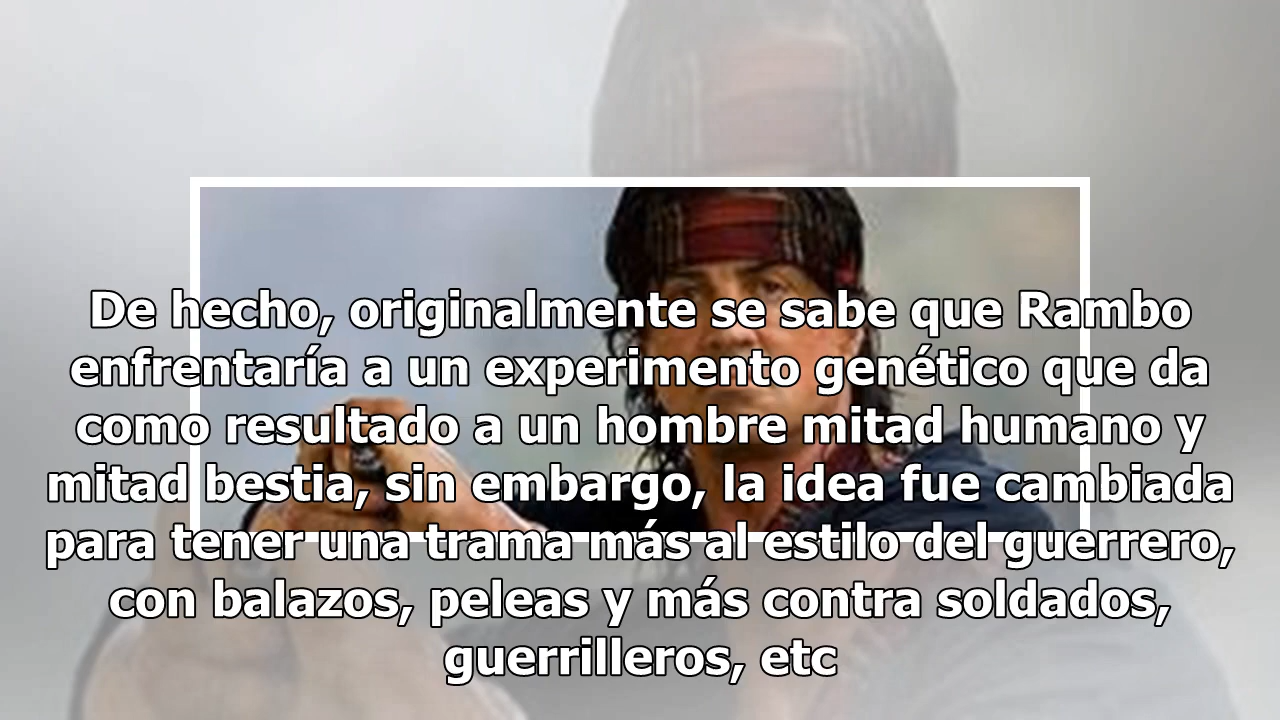 De hecho, originalmente se sabe que Rambo
enfrentaría a un experimento genético que da
como resultado a un hombre mitad humano y
mitad bestia, sin embargo, la idea fue cambiada
para tener una trama más al estilo del guerrero,
con balazos, peleas y más contra soldados,
guerrilleros, etc